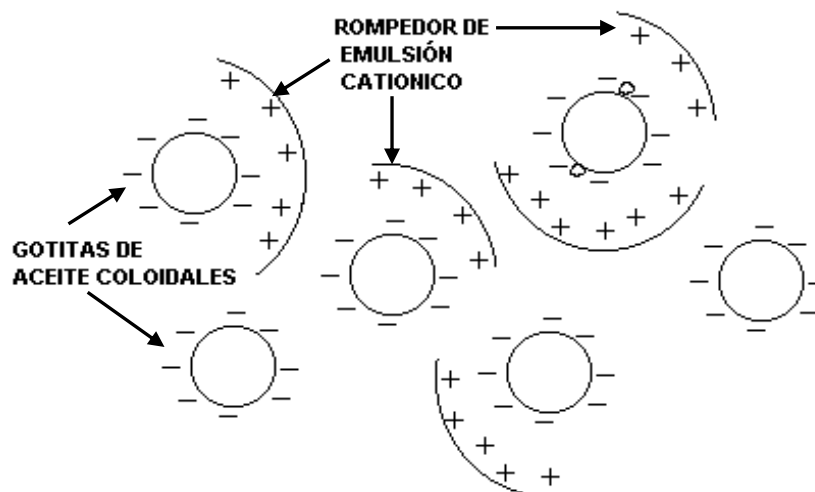 ROMPEDOR DE
EMULSIÓN
CATIONICO
GOTITAS DE
ACEITE COLOIDALES